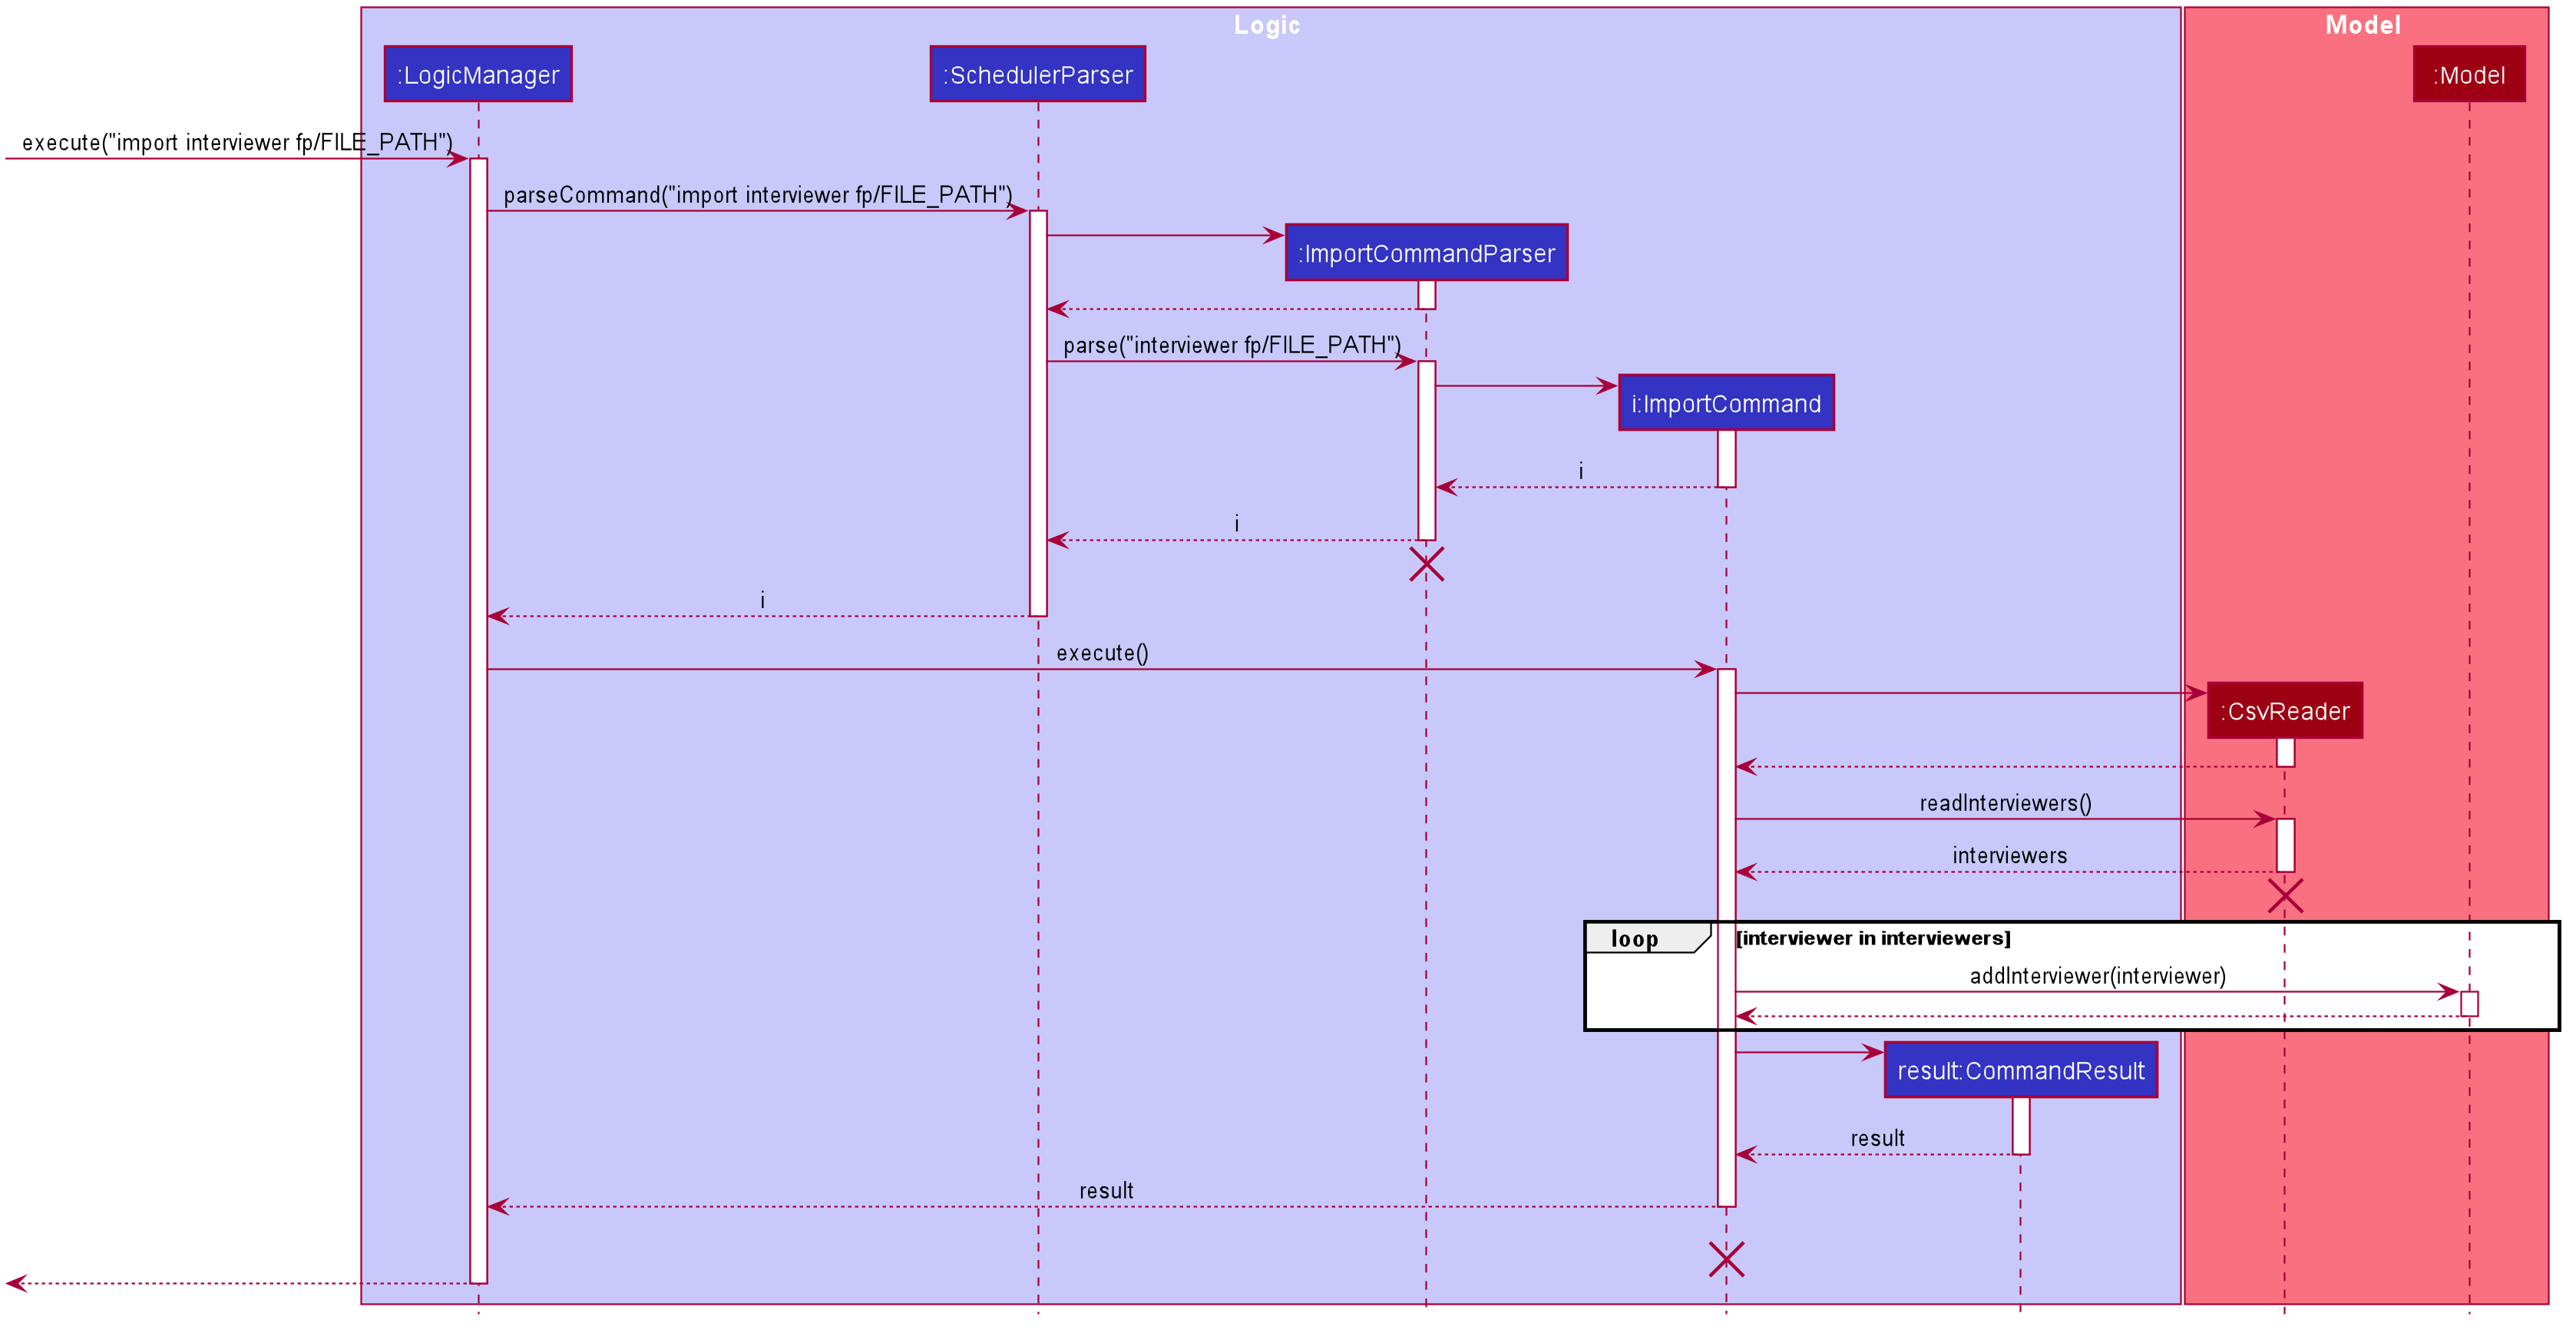 Logic
Model
:LogicManager
:SchedulerParser
:Model
execute("import interviewer fp/FILE_PATH")
parseCommand("import interviewer fp/FILE_PATH")
:ImportCommandParser
parse("interviewer fp/FILE_PATH")
i:ImportCommand
i
i
i
execute()
:CsvReader
readInterviewers()
interviewers
loop
[interviewer in interviewers]
addInterviewer(interviewer)
result:CommandResult
result
result